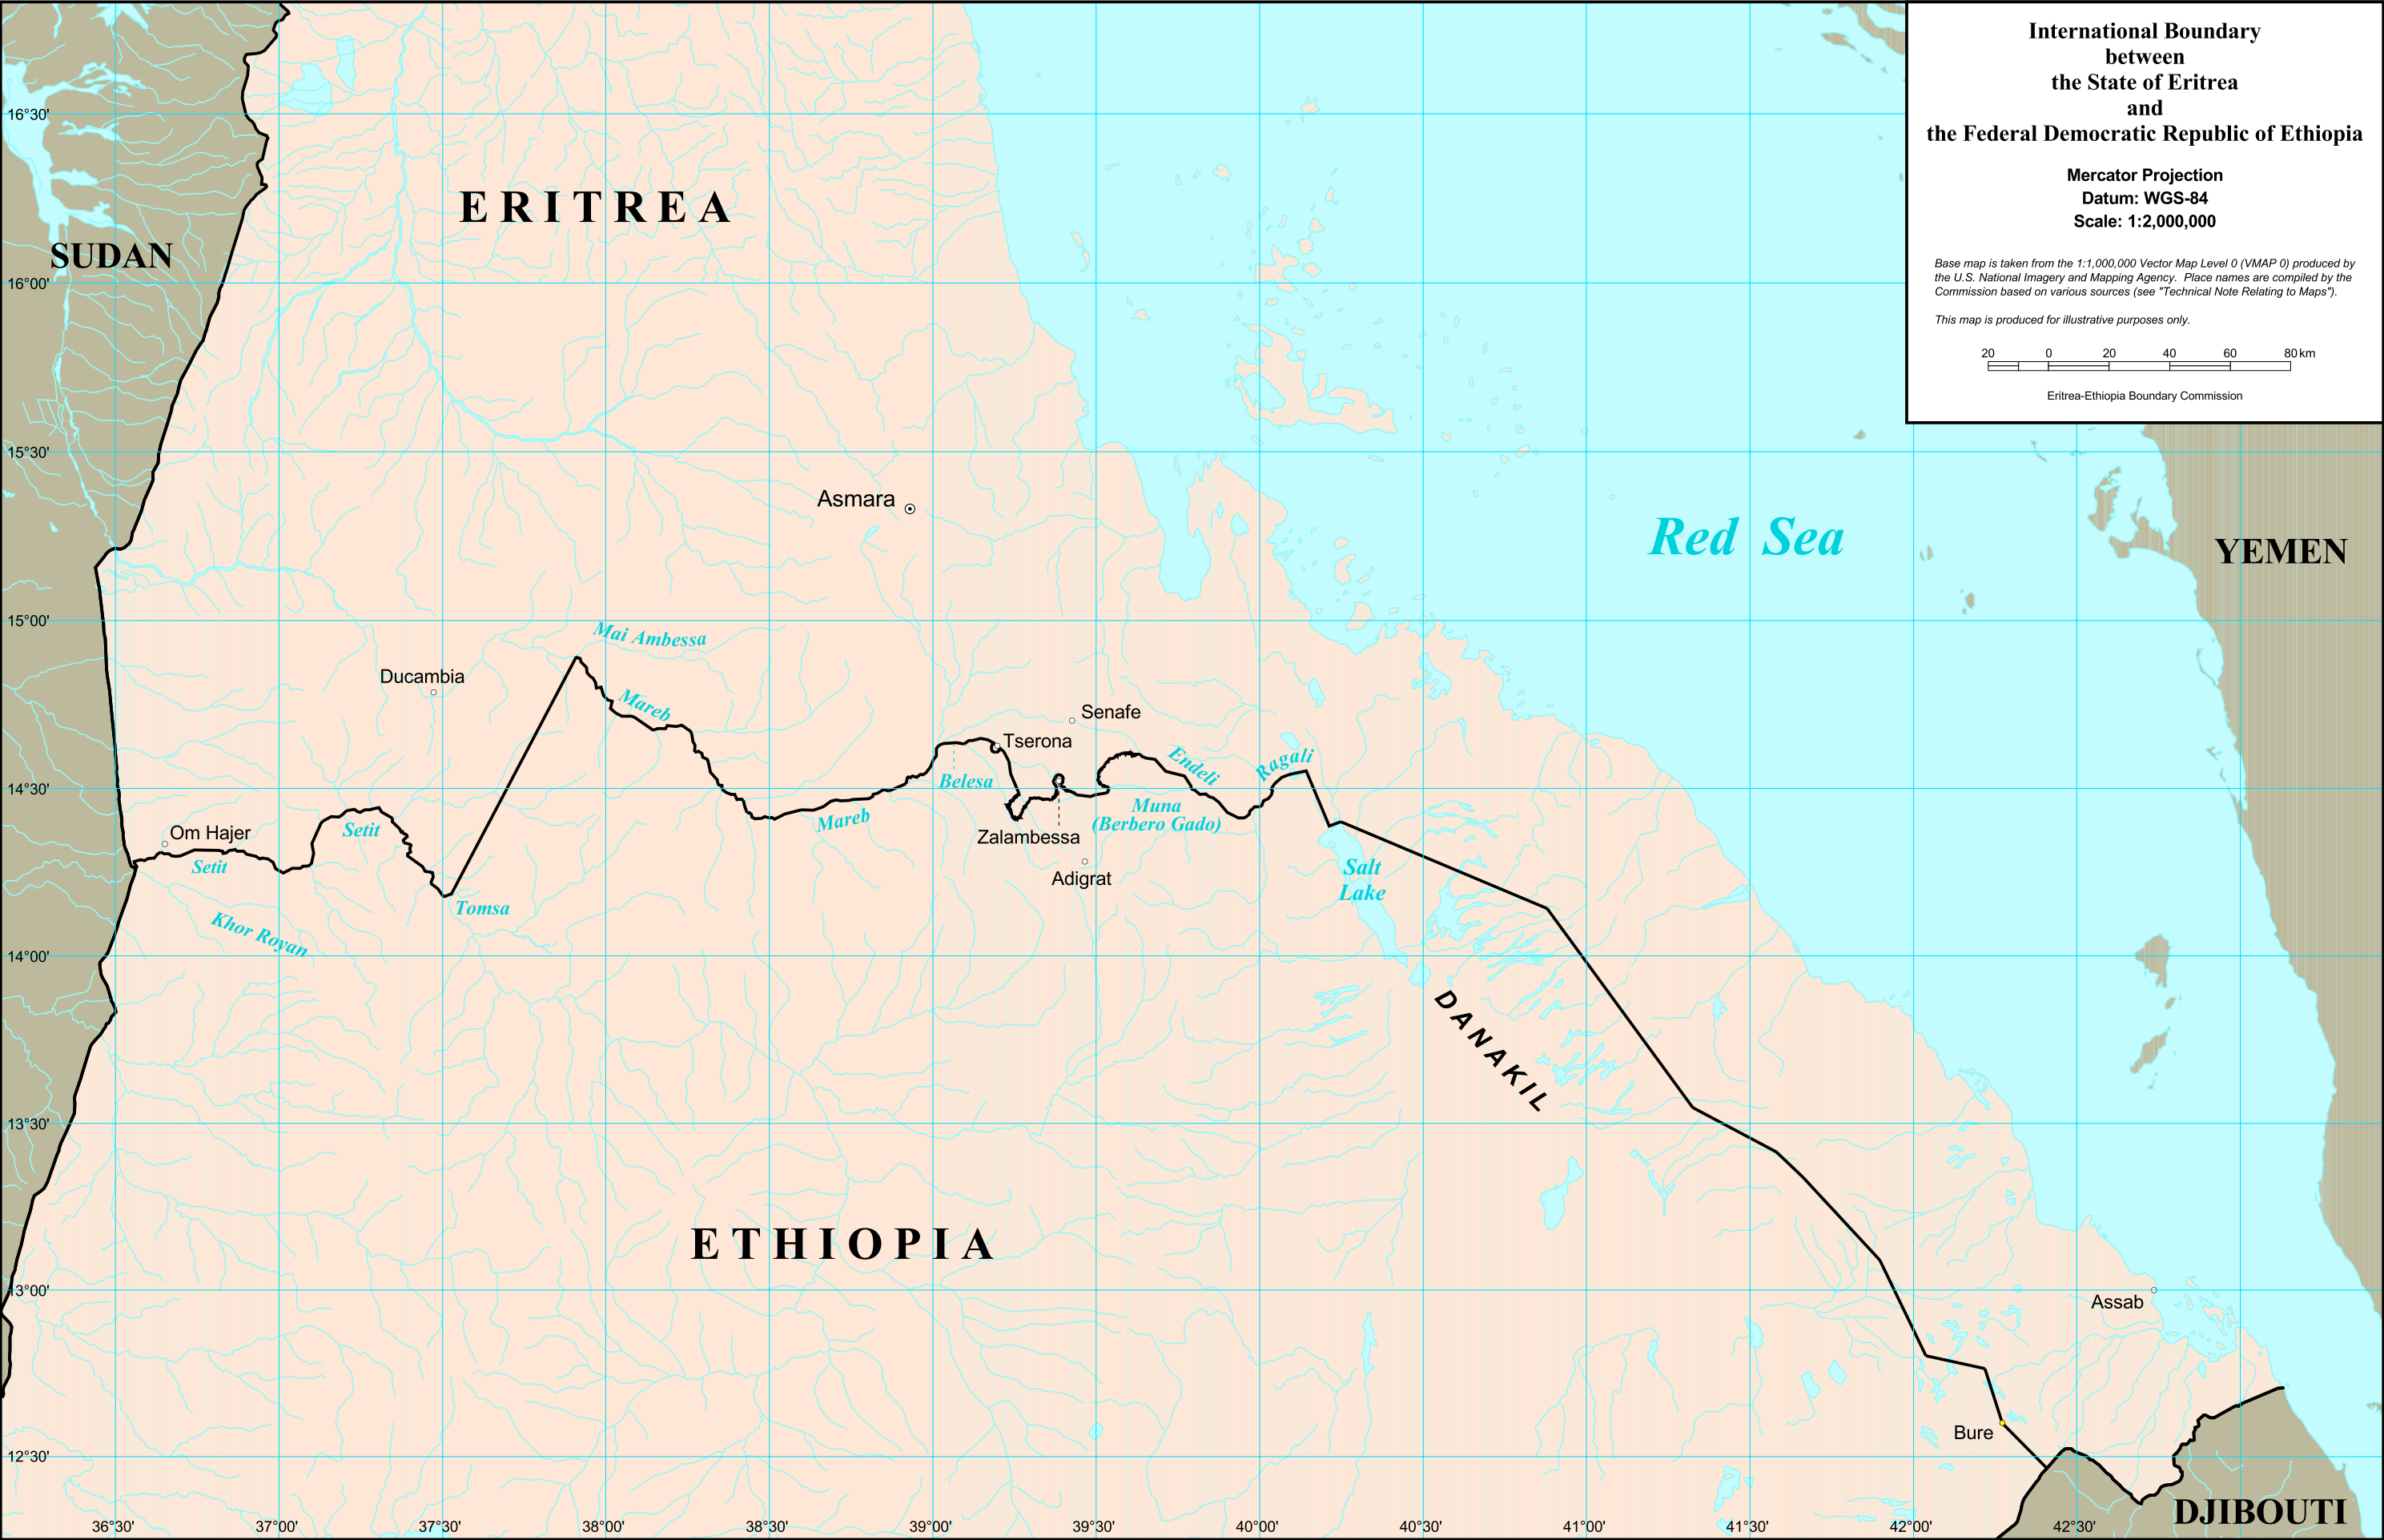 International Boundary
between
the State of Eritrea
and
the Federal Democratic Republic of Ethiopia
Mercator Projection
Datum: WGS-84
Scale: 1:2,000,000
Base map is taken from the 1:1,000,000 Vector Map Level 0 (VMAP 0) produced by
the U.S. National Imagery and Mapping Agency. Place names are compiled by the
Commission based on various sources (see "Technical Note Relating to Maps").
This map is produced for illustrative purposes only.
20 0 20 40 60 80 km
Eritrea-Ethiopia Boundary Commission
16°30'
ERITREA
SUDAN
16°00'
15°30'
Asmara
Red Sea
YEMEN
15°00'
Mai Ambessa
Ducambia
Mareb
Senafe
Tserona
Endeli
Ragali
Belesa
14°30'
Muna
(Berbero Gado)
Mareb
Setit
Om Hajer
Zalambessa
Setit
Salt
Lake
Adigrat
Tomsa
Khor Royan
14°00'
DANAKIL
13°30'
ETHIOPIA
13°00'
Assab
Bure
12°30'
DJIBOUTI
36°30' 37°00' 37°30' 38°00' 38°30' 39°00' 39°30' 40°00' 40°30' 41°00' 41°30' 42°00' 42°30'